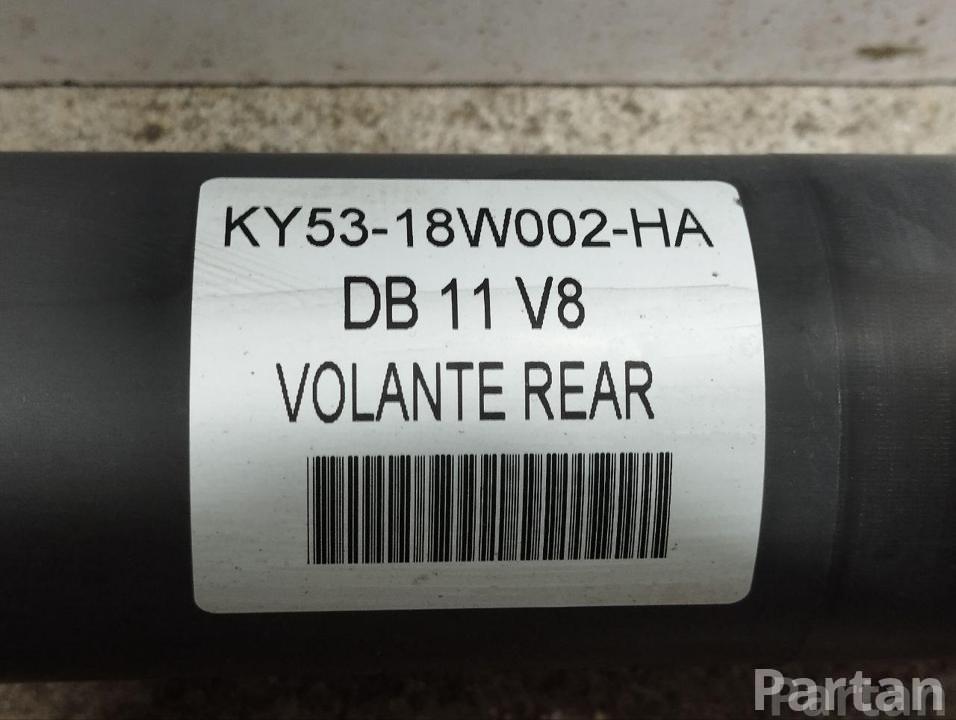 KY53-18W002-HA
DB 11 V8
VOLANTE REAR
Partan